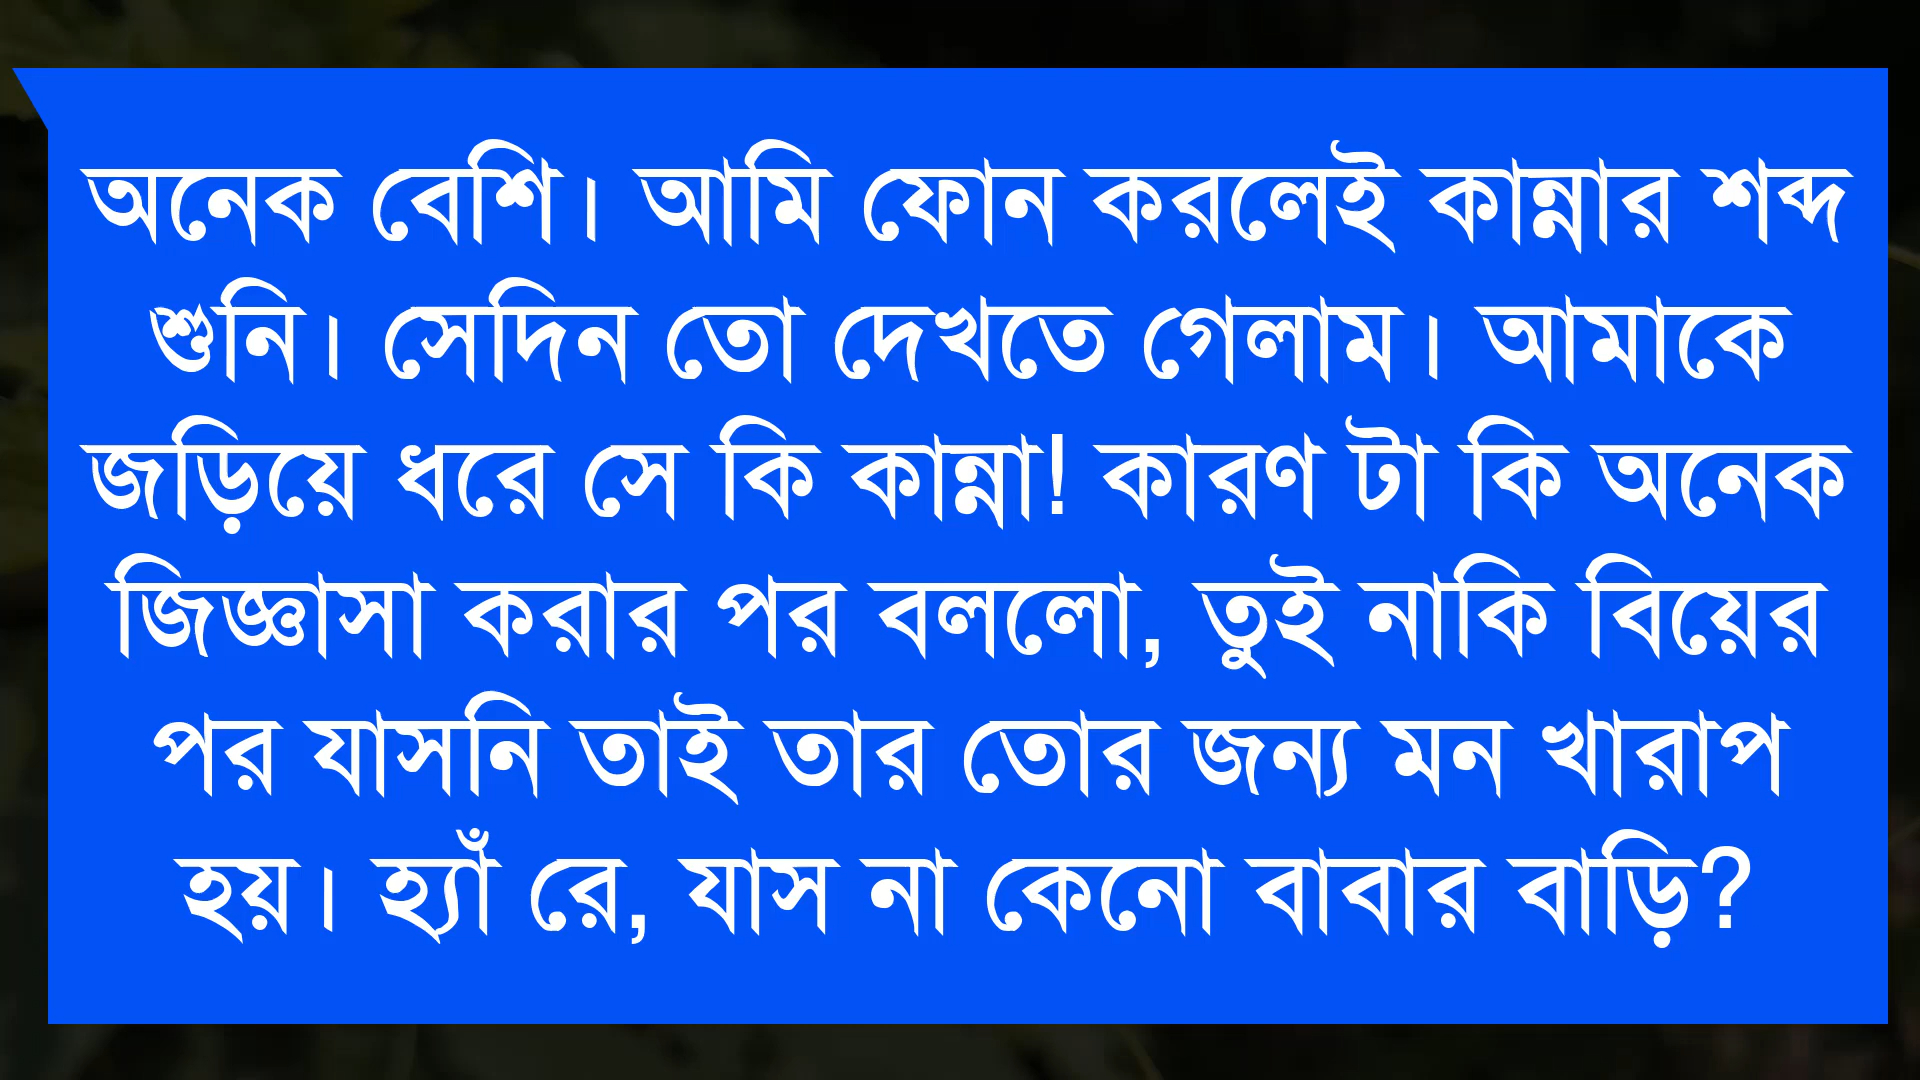 অনেক বেশি। আমি ফোন করলেই কান্নার শব্দ
শুনি। সেদিন তো দেখতে গেলাম। আমাকে
জড়িয়ে ধরে সে কি কান্না! কারণ টা কি অনেক
জিজ্ঞাসা করার পর বললো, তুই নাকি বিয়ের
পর যাসনি তাই তার তোর জন্য মন খারাপ
হয়। হ্যাঁ রে, যাস না কেনো বাবার বাড়ি?